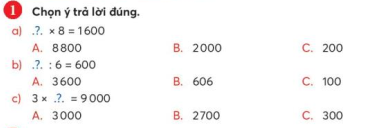 1 Chọn ý trả lời đúng.
a) .?. × 8 = 1600
A. 8800 B. 2000 C. 200
b) .?. : 6 = 600
A. 3600 B. 606 C. 100
c) 3 × .?. = 9000
A. 3000 B. 2700 C. 300